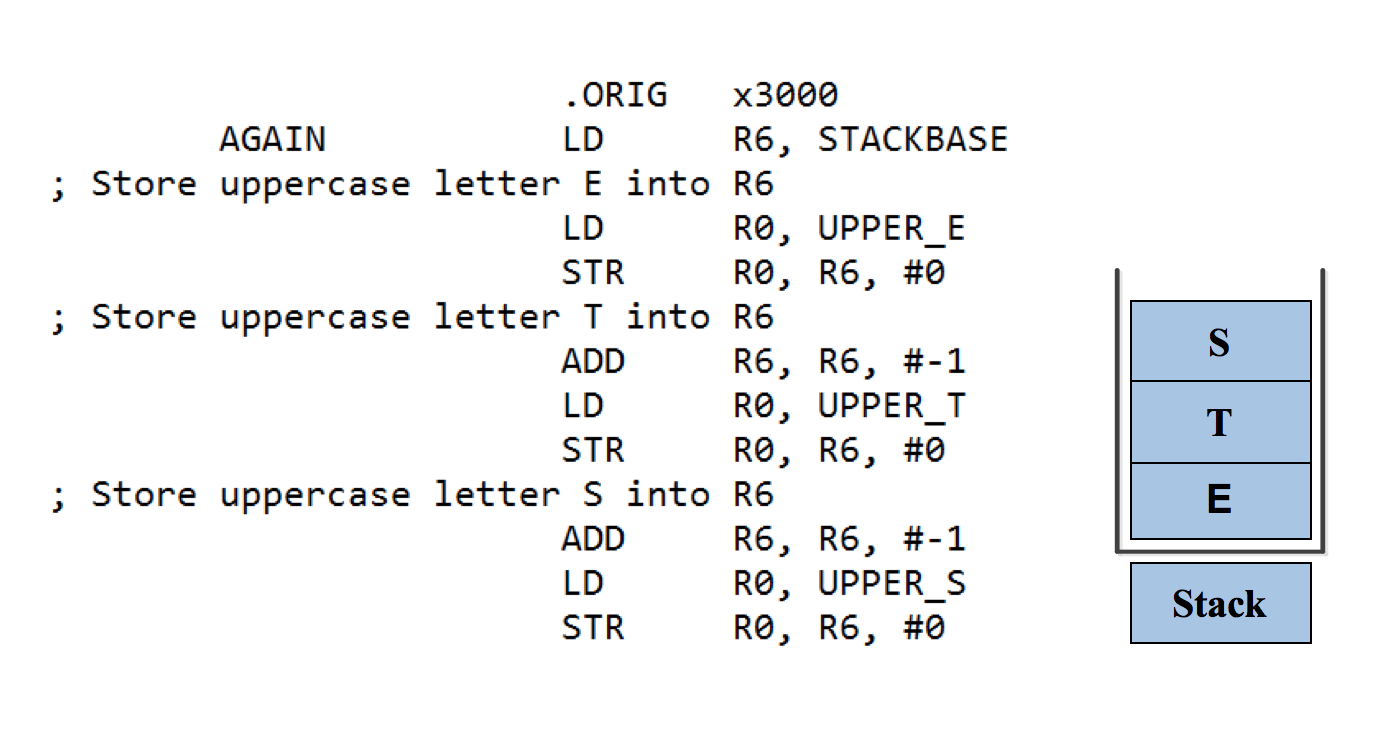 .ORIG x3000
AGAIN LD R6, STACKBASE
; Store uppercase letter E into R6
LD R0, UPPER_E
STR R0, R6, #0
; Store uppercase letter T into R6
ADD R6, R6, #-1
LD R0, UPPER_T
STR R0, R6, #0
; Store uppercase letter S into R6
ADD R6, R6, #-1
LD R0, UPPER_S
STR R0, R6, #0
S
T
E
Stack